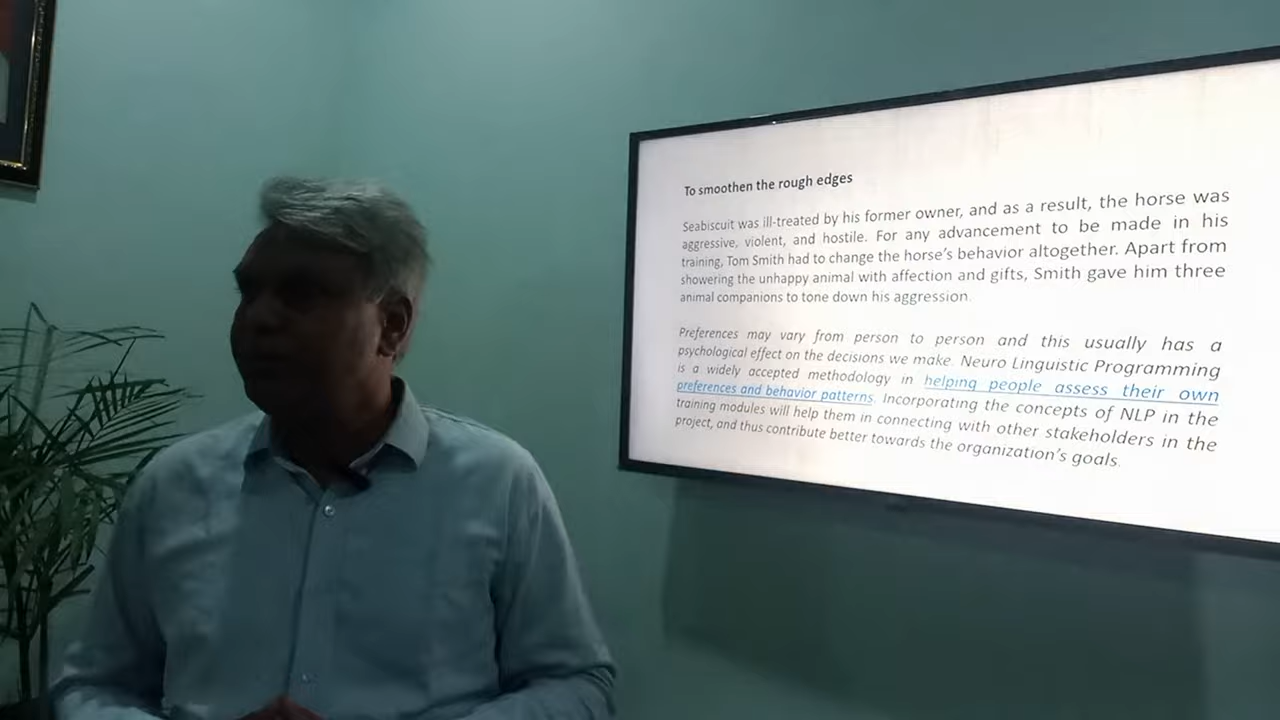 To smoothen the rough edges
Seabiscuit was ill-treated by his former owner, and as a result, the horse was
aggressive, violent, and hostile. For any advancement to be made in his
training, Tom Smith had to change the horse's behavior altogether. Apart from
showering the unhappy animal with affection and gifts, Smith gave him three
animal companions to tone down his aggression.
Preferences may vary from person to person and this usually has a
psychological effect on the decisions we make. Neuro Linguistic Programming
is a widely accepted methodology in helping people assess their own
preferences and behavior patterns. Incorporating the concepts of NLP in the
training modules will help them in connecting with other stakeholders in the
project, and thus contribute better towards the organization's goals.